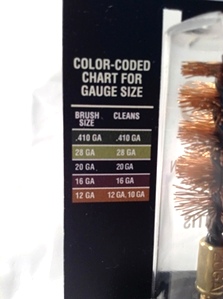 COLOR-CODED
CHART FOR
GAUGE SIZE
BRUSH SIZE CLEANS
.410 GA .410 GA
28 GA 28 GA
20 GA 20 GA
16 GA 16 GA
12 GA 12 GA, 10 GA